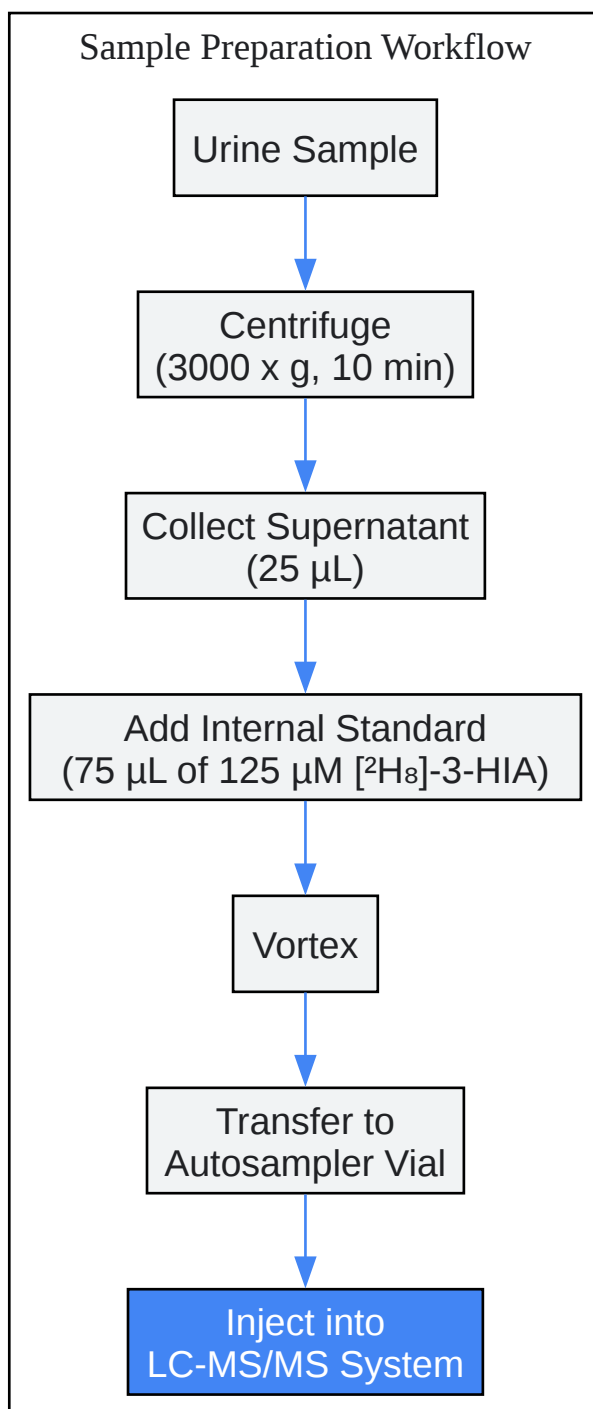 Sample Preparation Workflow
Urine Sample
Centrifuge
(3000 x g, 10 min)
Collect Supernatant
(25 µL)
Add Internal Standard
(75 µL of 125 µM [²H₈]-3-HIA)
Vortex
Transfer to
Autosampler Vial
Inject into
LC-MS/MS System